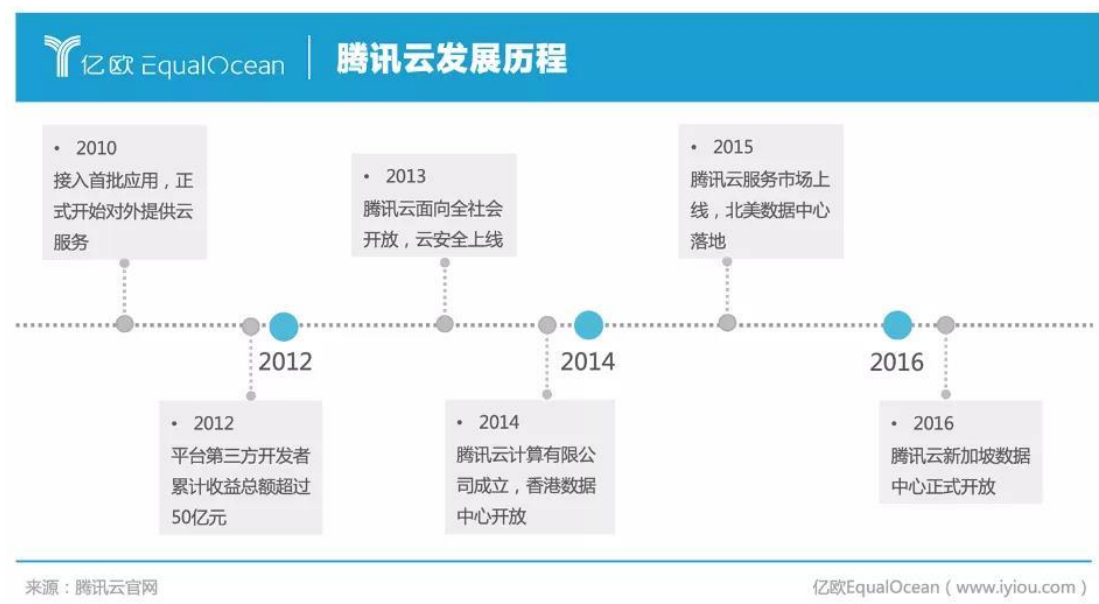 亿欧 EqualOcean
腾讯云发展历程
• 2010
接入首批应用，正
式开始对外提供云
服务
• 2013
腾讯云面向全社会
开放，云安全上线
• 2015
腾讯云服务市场上
线，北美数据中心
落地
2012
2014
2016
• 2012
平台第三方开发者
累计收益总额超过
50亿元
• 2014
腾讯云计算有限公
司成立，香港数据
中心开放
• 2016
腾讯云新加坡数据
中心正式开放
来源：腾讯云官网
亿欧EqualOcean（www.iyiou.com）